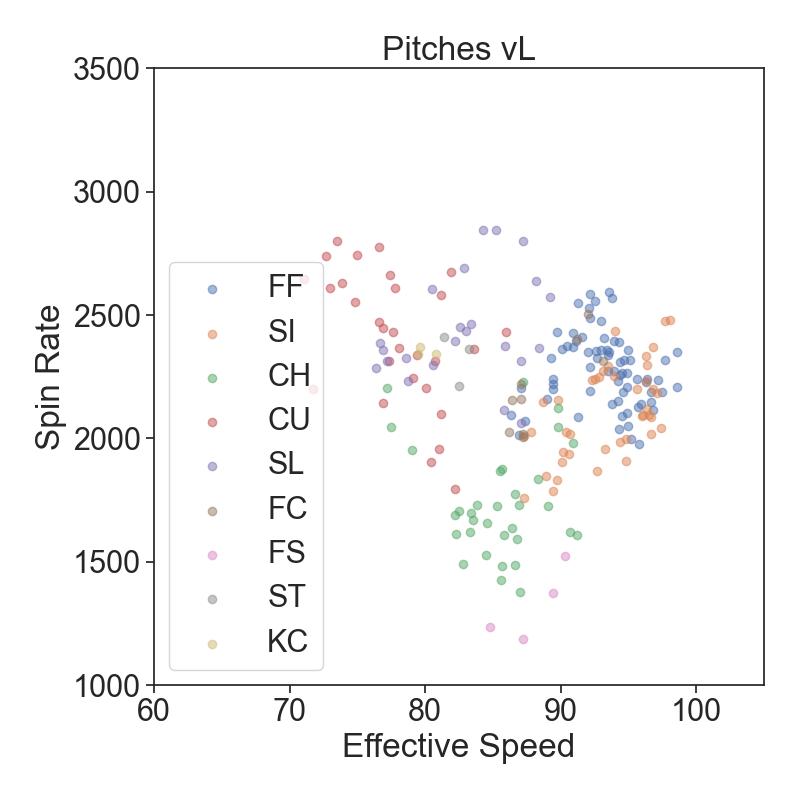 Pitches vL
3500
3000
2500
2000
1500
1000
Spin Rate
FF
SI
CH
CU
SL
FC
FS
ST
KC
60 70 80 90 100
Effective Speed